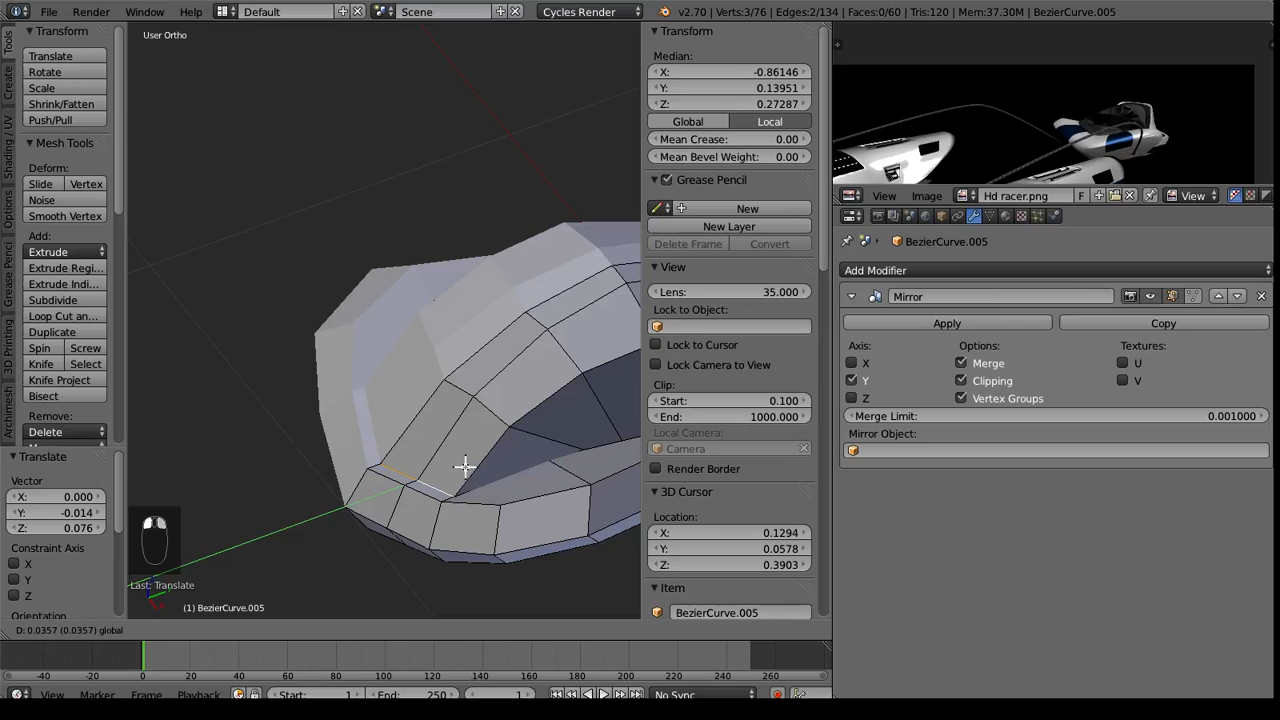 File Render Window Help Default Scene Cycles Render v2.70 | Verts:3/76 | Edges:2/134 | Faces:0/60 | Tris:120 | Mem:37.30M | BezierCurve.005
Tools
Create
Shading / UV
Options
Grease Pencil
3D Printing
Archimesh
Transform
Translate
Rotate
Scale
Shrink/Fatten
Push/Pull
Mesh Tools
Deform:
Slide Vertex
Noise
Smooth Vertex
Add:
Extrude
Extrude Regi...
Extrude Indi...
Subdivide
Loop Cut an...
Duplicate
Spin Screw
Knife Select
Knife Project
Bisect
Remove:
Delete
Translate
Vector
X: 0.000
Y: -0.014
Z: 0.076
Constraint Axis
X
Y
Z
Orientation
User Ortho
Last: Translate
(1) BezierCurve.005
D: 0.0357 (0.0357) global
Transform
Median:
X: -0.86146
Y: 0.13951
Z: 0.27287
Global Local
Mean Crease: 0.00
Mean Bevel Weight: 0.00
Grease Pencil
New
New Layer
Delete Frame Convert
View
Lens: 35.000
Lock to Object:
Lock to Cursor
Lock Camera to View
Clip:
Start: 0.100
End: 1000.000
Local Camera:
Camera
Render Border
3D Cursor
Location:
X: 0.1294
Y: 0.0578
Z: 0.3903
Item
BezierCurve.005
View Image Hd racer.png F View
BezierCurve.005
Add Modifier
Mirror
Apply Copy
Axis: Options: Textures:
X Merge U
Y Clipping V
Z Vertex Groups
Merge Limit: 0.001000
Mirror Object:
-40 -20 0 20 40 60 80 100 120 140 160 180 200 220 240 260
View Marker Frame Playback Start: 1 End: 250 1 No Sync